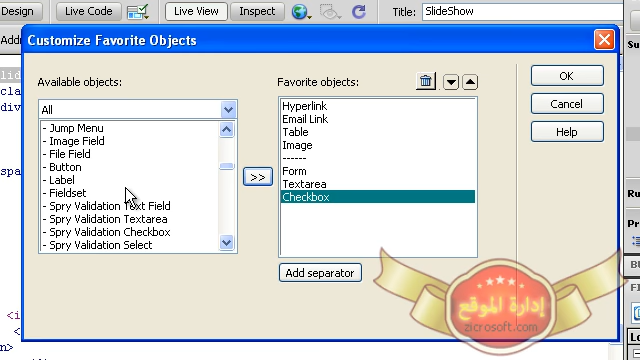 Design
Live Code
Live View
Inspect
Title: SlideShow
Customize Favorite Objects
Available objects:
All
- Jump Menu
- Image Field
- File Field
- Button
- Label
- Fieldset
- Spry Validation Text Field
- Spry Validation Textarea
- Spry Validation Checkbox
- Spry Validation Select
>>
Favorite objects:
Hyperlink
Email Link
Table
Image
------
Form
Textarea
Checkbox
Add separator
OK
Cancel
Help
إدارة الموقع
zicrosoft.com